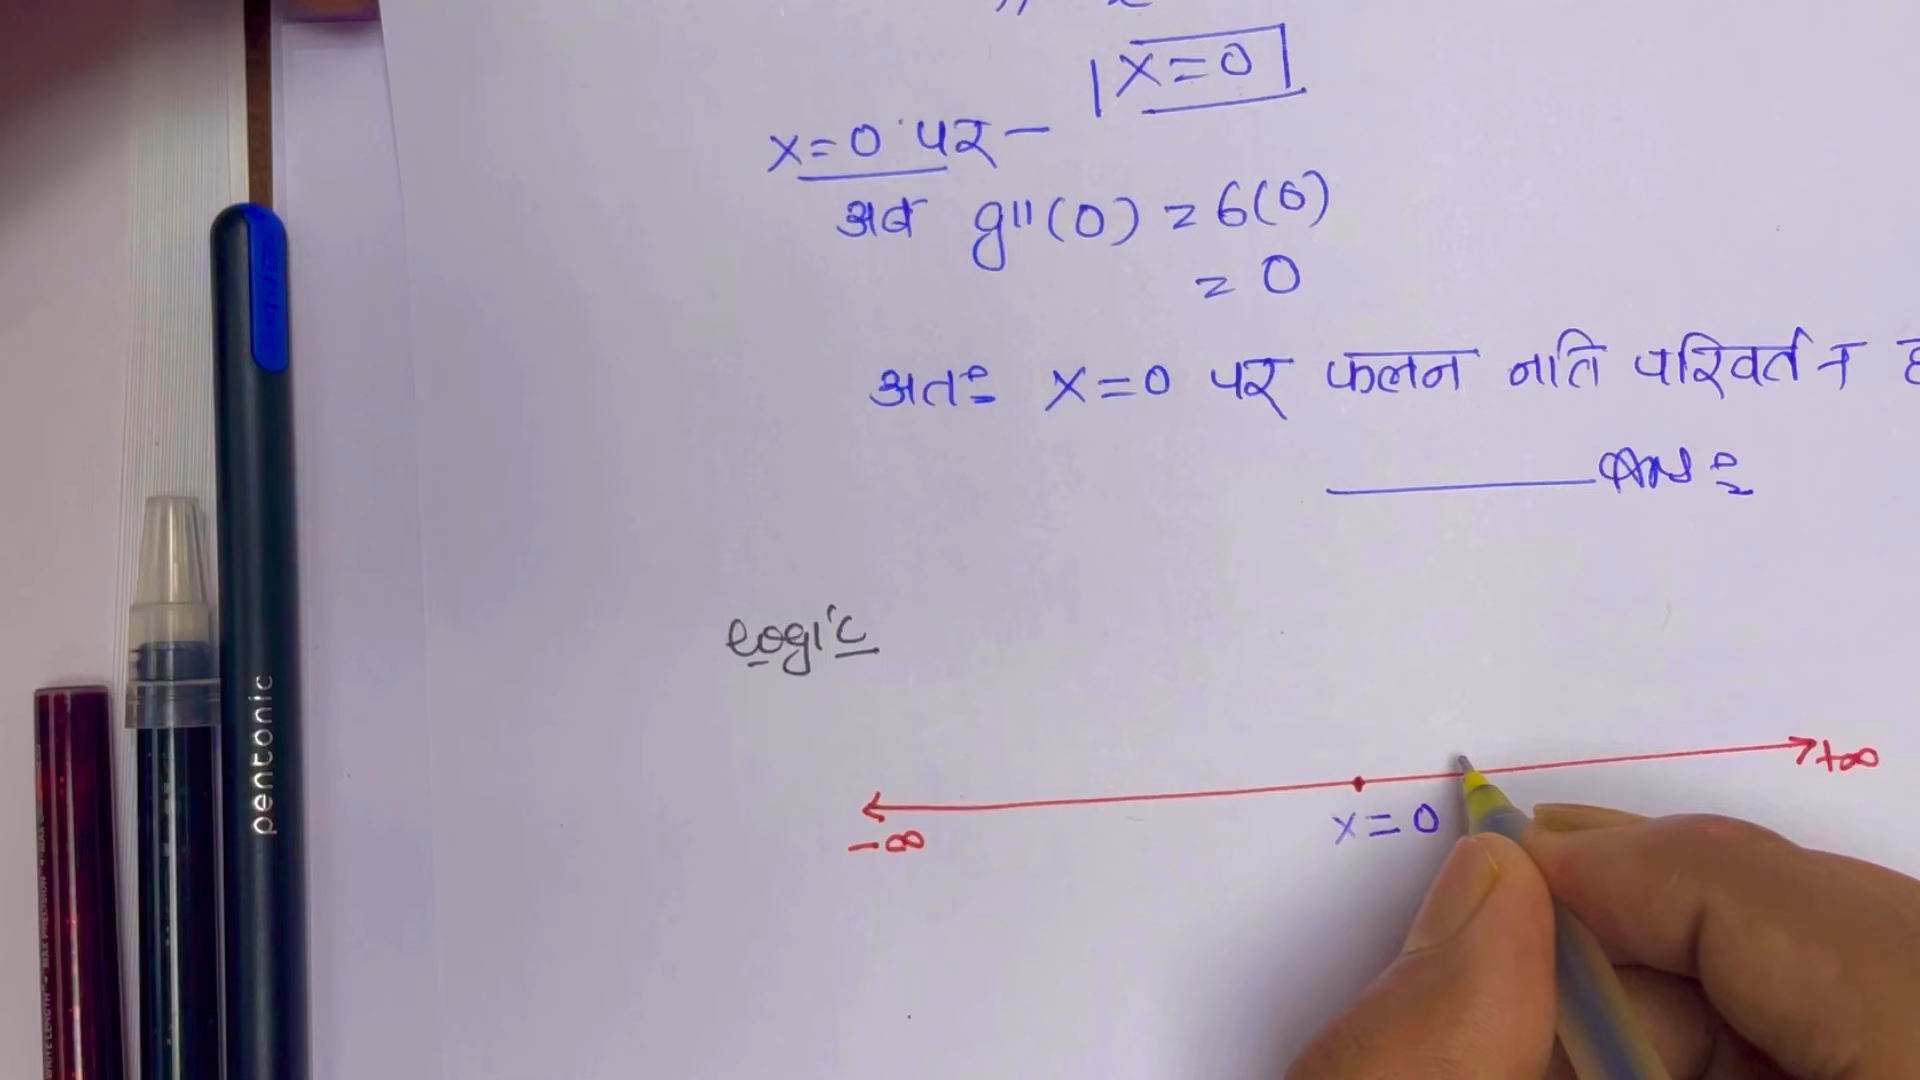 x=0
x=0 पर –
अब g"(0) = 6(0)
= 0
अतः x=0 पर फलन नति परिवर्तन
Ans:
logic
+∞
x=0
-∞
pentonic